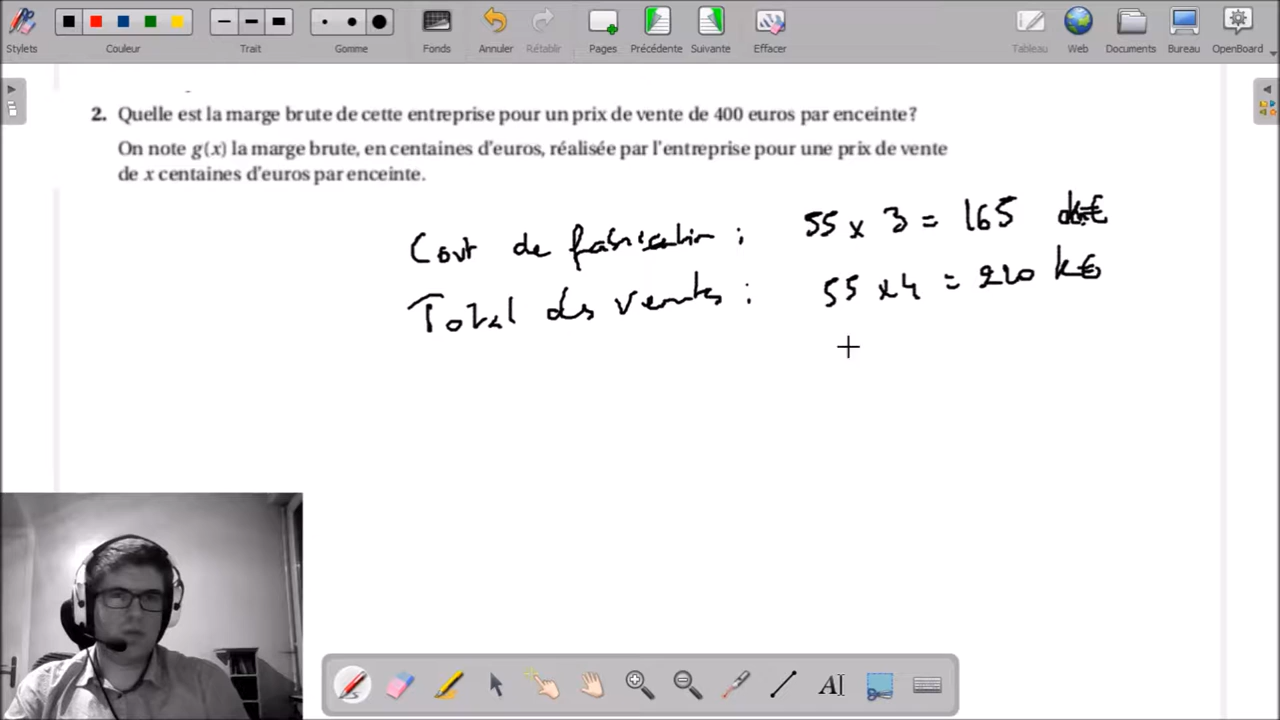 Stylets Couleur Trait Gomme Fonds Annuler Rétablir Pages Précédente Suivante Effacer Tableau Web Documents Bureau OpenBoard
2. Quelle est la marge brute de cette entreprise pour un prix de vente de 400 euros par enceinte?
On note g(x) la marge brute, en centaines d'euros, réalisée par l'entreprise pour une prix de vente
de x centaines d'euros par enceinte.
Cout de fabrication : 55 x 3 = 165 k€
Total des ventes : 55 x 4 = 220 k€
AI